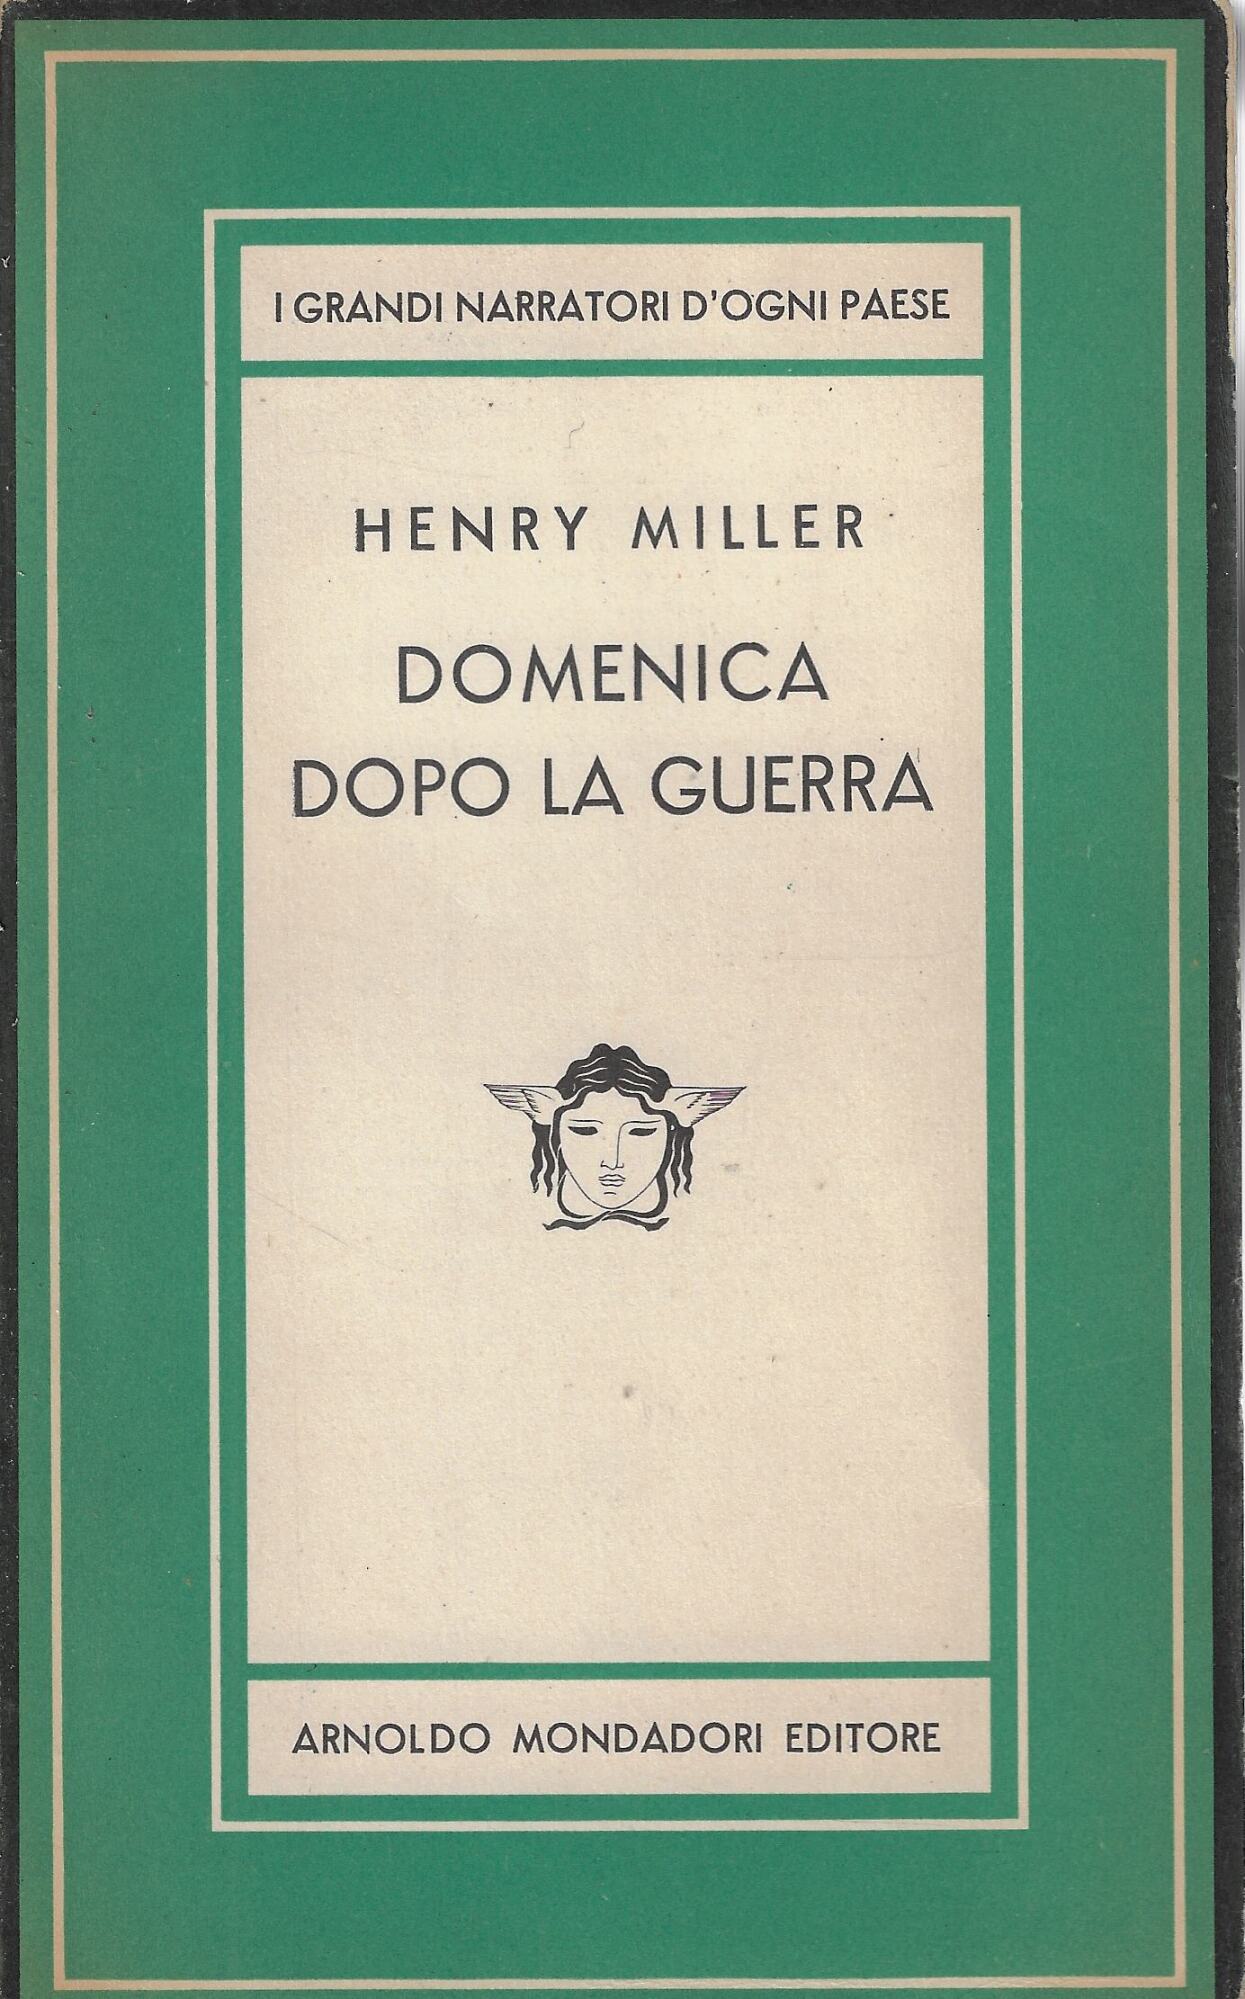 I GRANDI NARRATORI D'OGNI PAESE
HENRY MILLER
DOMENICA
DOPO LA GUERRA
ARNOLDO MONDADORI EDITORE